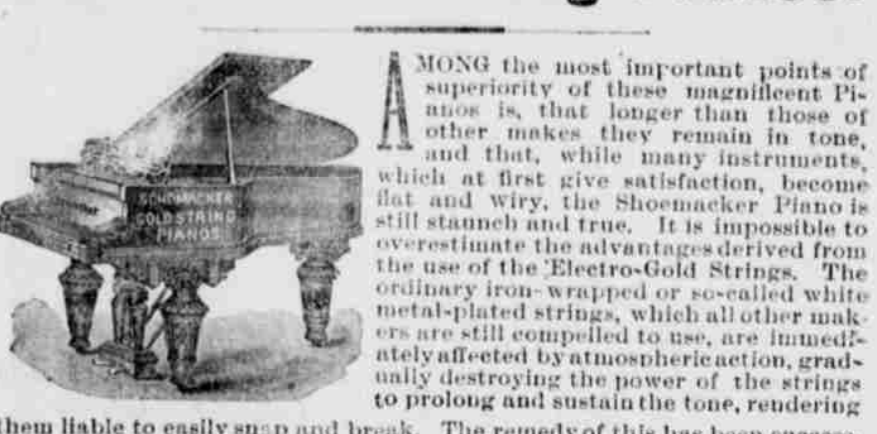 SCHOMACKER
GOLD STRING
PIANOS
AMONG the most important points of
superiority of these magnificent Pi-
anos is, that longer than those of
other makes they remain in tone,
and that, while many instruments,
which at first give satisfaction, become
flat and wiry, the Shoemacker Piano is
still staunch and true. It is impossible to
overestimate the advantages derived from
the use of the Electro-Gold Strings. The
ordinary iron-wrapped or so-called white
metal-plated strings, which all other mak-
ers are still compelled to use, are immedi-
ately affected by atmospheric action, grad-
ually destroying the power of the strings
to prolong and sustain the tone, rendering
them liable to easily snap and break. The remedy of this has been